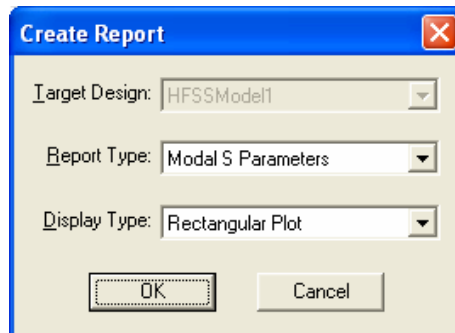 Create Report
Target Design: HFSSModel1
Report Type: Modal S Parameters
Display Type: Rectangular Plot
OK Cancel